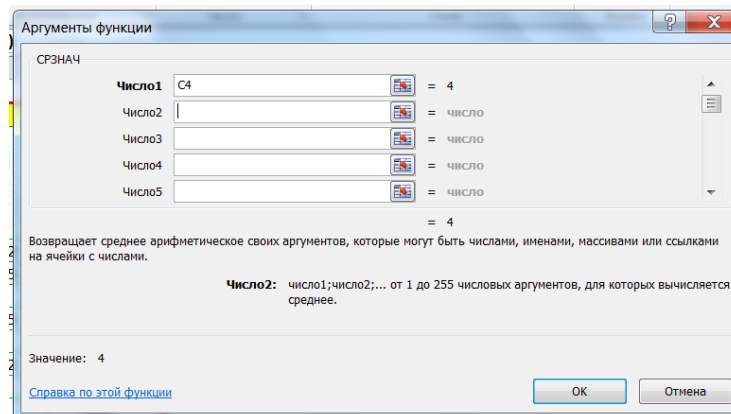 Аргументы функции
СРЗНАЧ
Число1 C4 = 4
Число2 = число
Число3 = число
Число4 = число
Число5 = число
= 4
Возвращает среднее арифметическое своих аргументов, которые могут быть числами, именами, массивами или ссылками
на ячейки с числами.
Число2: число1;число2;... от 1 до 255 числовых аргументов, для которых вычисляется
среднее.
Значение: 4
Справка по этой функции
ОК
Отмена